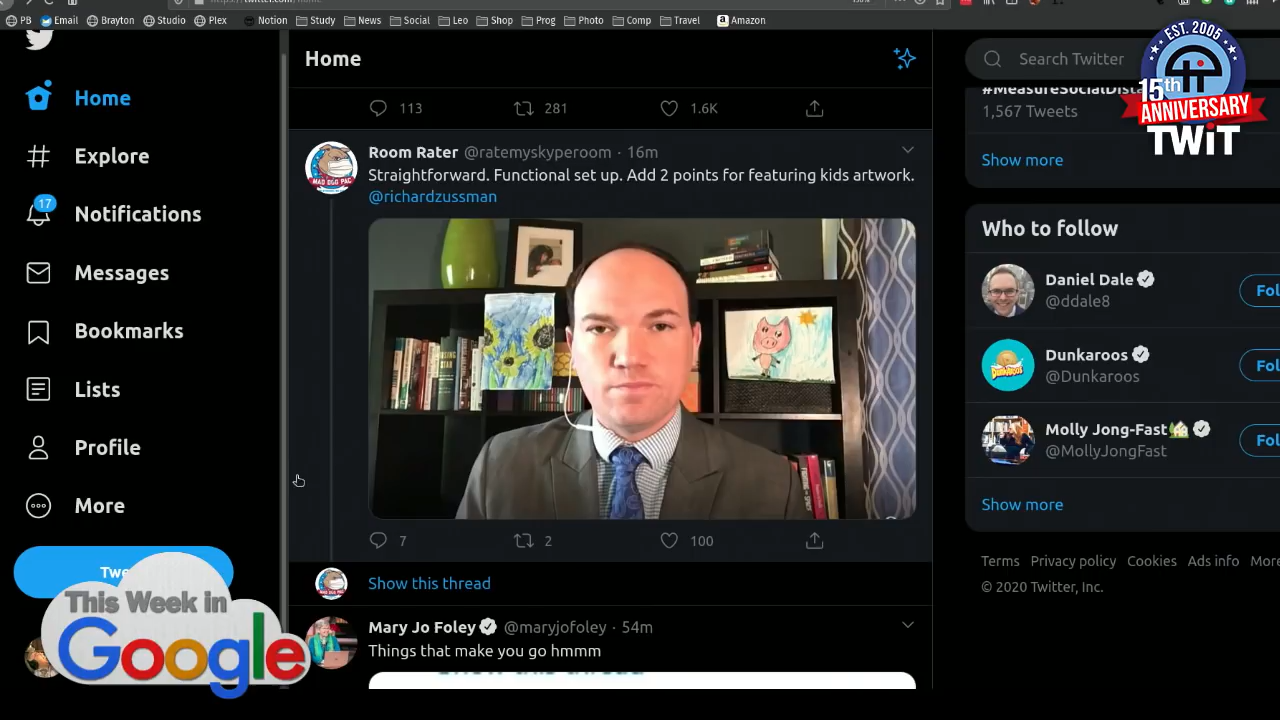 PB Email Brayton Studio Plex Notion Study News Social Leo Shop Prog Photo Comp Travel Amazon
Home
Explore
17
Notifications
Messages
Bookmarks
Lists
Profile
More
Home
113 281 1.6K
Room Rater @ratemyskyperoom · 16m
Straightforward. Functional set up. Add 2 points for featuring kids artwork.
@richardzussman
7 2 100
Show this thread
Mary Jo Foley @maryjofoley · 54m
Things that make you go hmmm
Search Twitter
1,567 Tweets
Show more
Who to follow
Daniel Dale
@ddale8
Dunkaroos
@Dunkaroos
Molly Jong-Fast
@MollyJongFast
Show more
Terms Privacy policy Cookies Ads info More
© 2020 Twitter, Inc.
EST. 2005
15th
ANNIVERSARY
TWiT
This Week in
Google